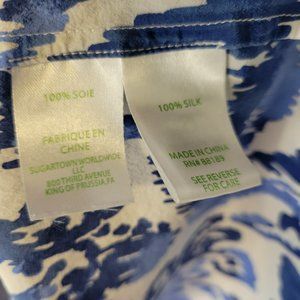 100% SOIE
FABRIQUE EN
CHINE
SUGARTOWN WORLDWIDE
LLC
800 THIRD AVENUE
KING OF PRUSSIA, PA
100% SILK
MADE IN CHINA
RN# 88189
SEE REVERSE
FOR CARE